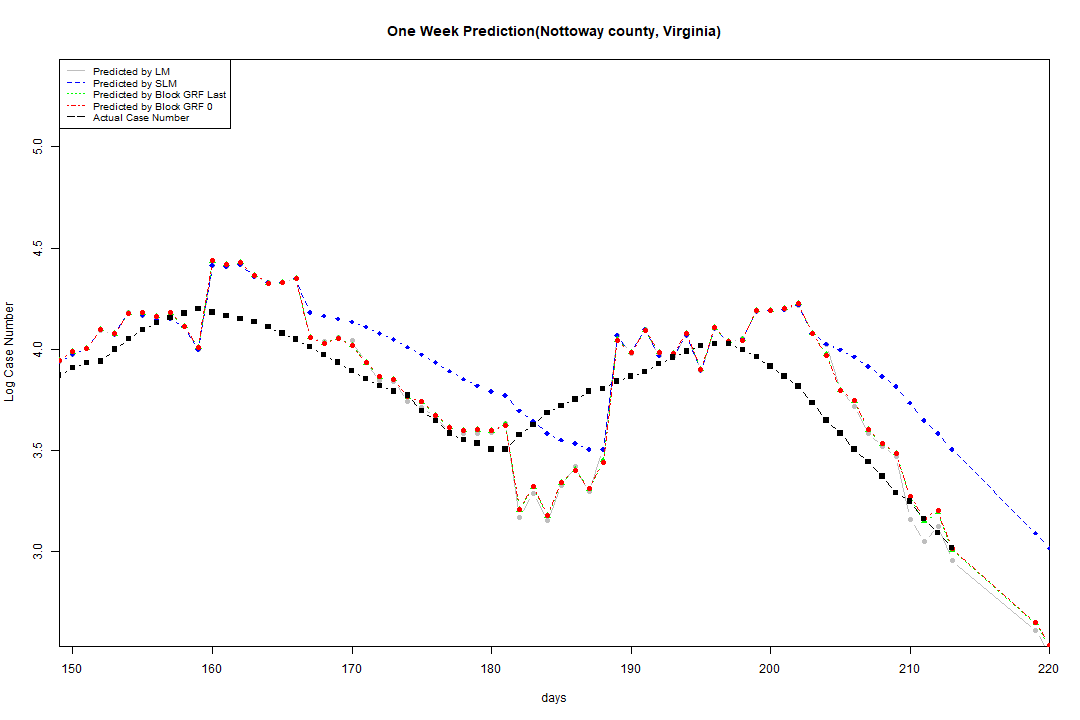 One Week Prediction(Nottoway county, Virginia)
Predicted by LM
Predicted by SLM
Predicted by Block GRF Last
Predicted by Block GRF 0
Actual Case Number
5.0
4.5
4.0
3.5
3.0
Log Case Number
150 160 170 180 190 200 210 220
days